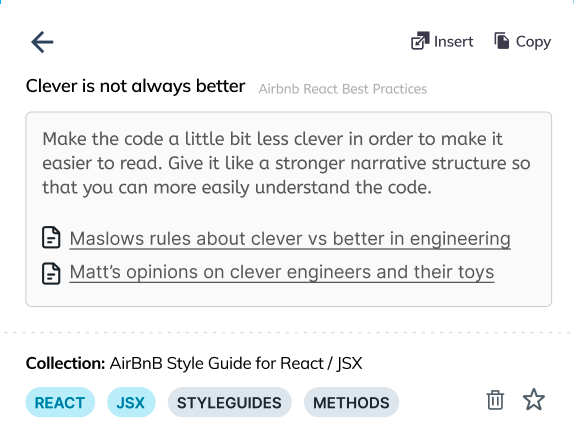 Insert Copy
Clever is not always better Airbnb React Best Practices
Make the code a little bit less clever in order to make it
easier to read. Give it like a stronger narrative structure so
that you can more easily understand the code.
Maslows rules about clever vs better in engineering
Matt's opinions on clever engineers and their toys
Collection: AirBnB Style Guide for React / JSX
REACT JSX STYLEGUIDES METHODS